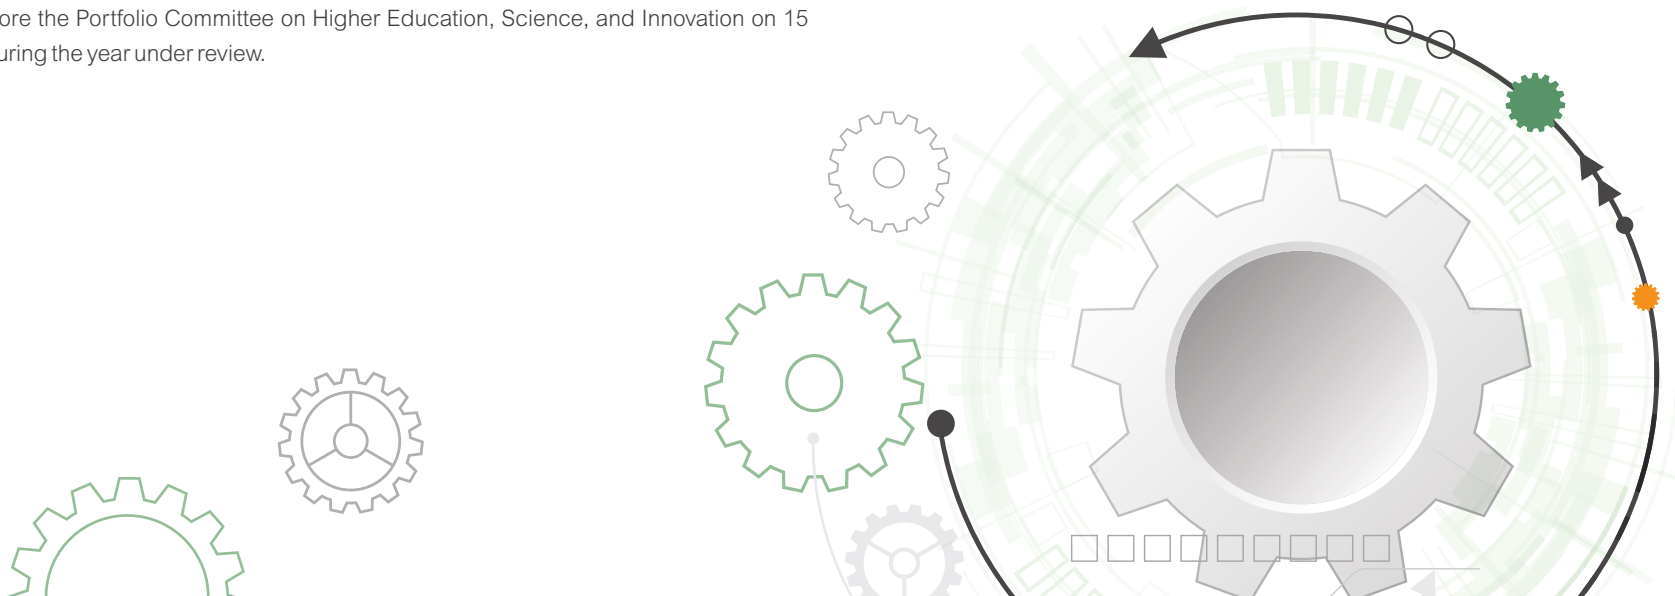 ore the Portfolio Committee on Higher Education, Science, and Innovation on 15
uring the year under review.